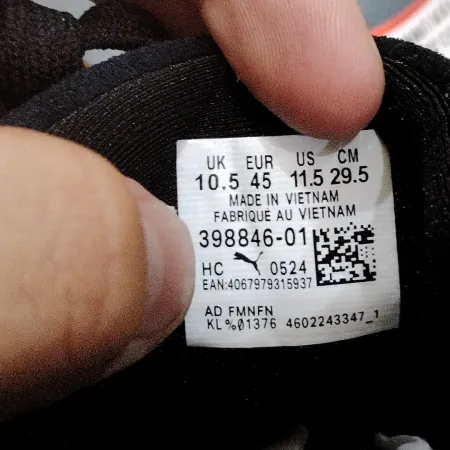 UK EUR US CM
10.5 45 11.5 29.5
MADE IN VIETNAM
FABRIQUE AU VIETNAM
398846-01
HC 0524
EAN:4067979315937
AD FMNFN
KL%01376 4602243347_1